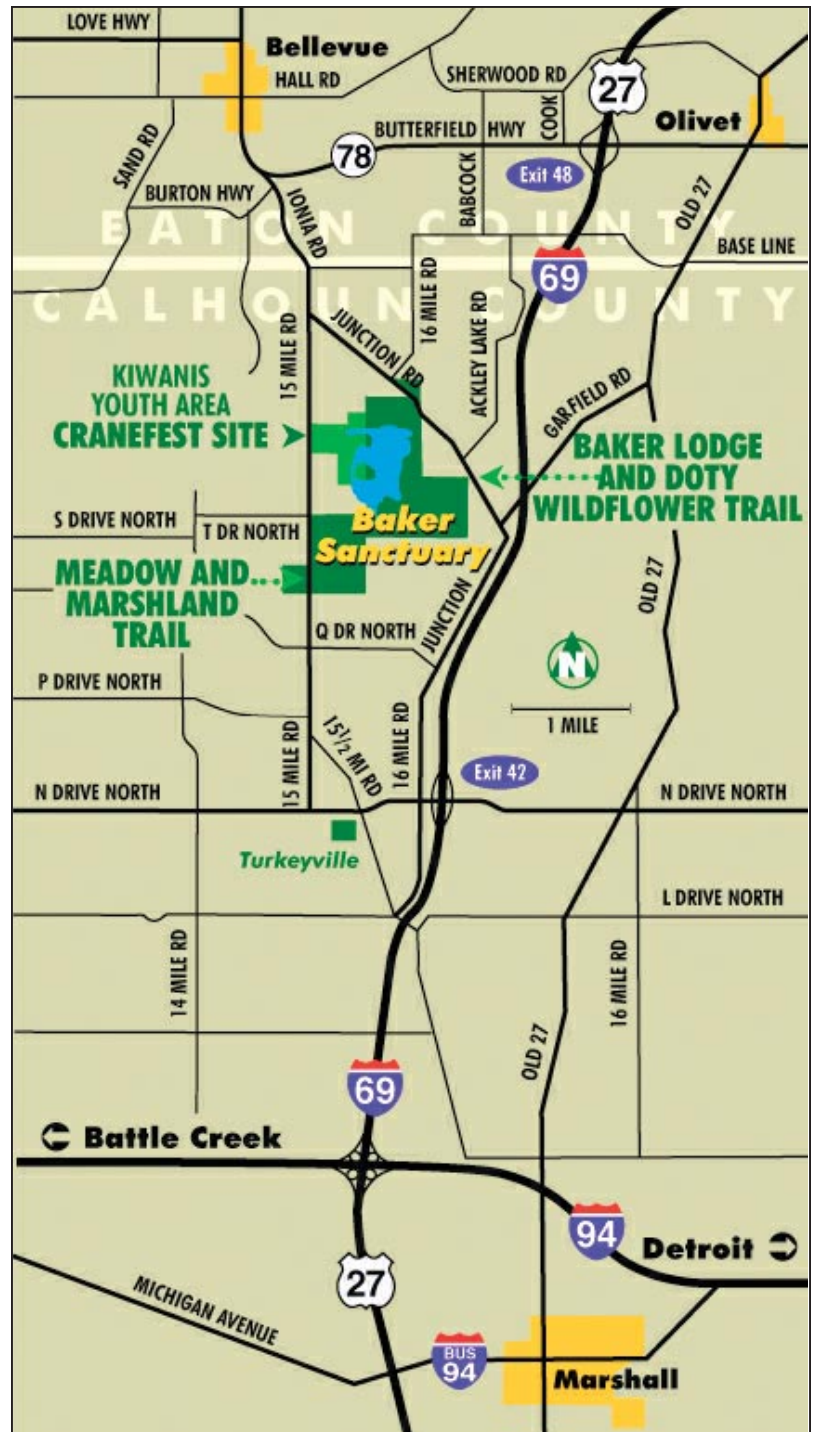 LOVE HWY
Bellevue
HALL RD
SHERWOOD RD
27
COOK
Olivet
BUTTERFIELD HWY
78
SAND RD
Exit 48
BABCOCK
BURTON HWY
IONIA RD
OLD 27
EATON COUNTY
BASE LINE
69
CALHOUN COUNTY
16 MILE RD
JUNCTION RD
15 MILE RD
ACKLEY LAKE RD
KIWANIS
YOUTH AREA
CRANEFEST SITE
GARFIELD RD
BAKER LODGE
AND DOTY
WILDFLOWER TRAIL
S DRIVE NORTH
T DR NORTH
Baker
Sanctuary
MEADOW AND
MARSHLAND
TRAIL
OLD 27
Q DR NORTH
JUNCTION
N
P DRIVE NORTH
1 MILE
15 MILE RD
15½ MI RD
16 MILE RD
Exit 42
N DRIVE NORTH
N DRIVE NORTH
Turkeyville
L DRIVE NORTH
14 MILE RD
16 MILE RD
OLD 27
69
Battle Creek
94
Detroit
27
MICHIGAN AVENUE
BUS
94
Marshall